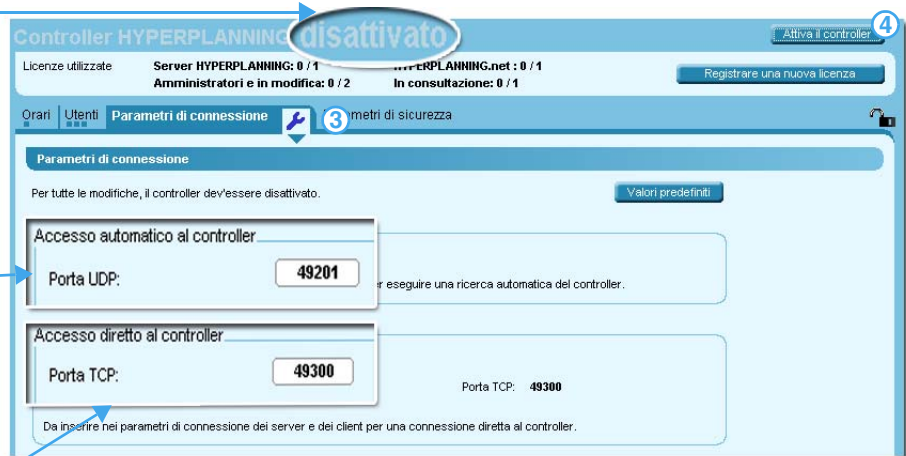 Controller HYPERPLANNING disattivato
Attiva il controller
4
Licenze utilizzate
Server HYPERPLANNING: 0 / 1
HYPERPLANNING.net : 0 / 1
Amministratori e in modifica: 0 / 2
In consultazione: 0 / 1
Registrare una nuova licenza
Orari
Utenti
Parametri di connessione
3
metri di sicurezza
Parametri di connessione
Per tutte le modifiche, il controller dev'essere disattivato.
Valori predefiniti
Accesso automatico al controller
Porta UDP:
49201
r eseguire una ricerca automatica del controller.
Accesso diretto al controller
Porta TCP:
49300
Porta TCP: 49300
Da inserire nei parametri di connessione dei server e dei client per una connessione diretta al controller.